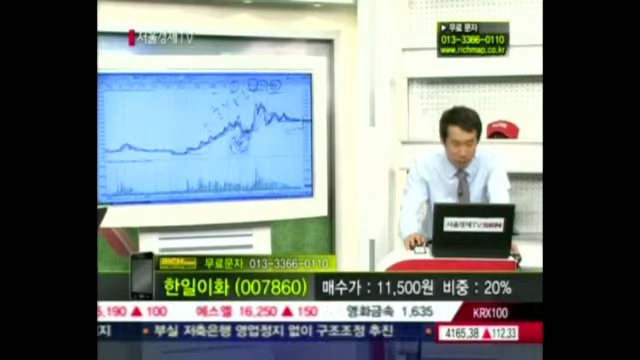 서울경제TV
▶ 무료 문자
013-3366-0110
www.richmap.co.kr
서울경제TV SEN
RICH
무료문자 013-3366-0110
한일이화 (007860) 매수가 : 11,500원 비중 : 20%
5,190 ▲ 100 에스엘 16,250 ▲ 150 영화금속 1,635 KRX100
부실 저축은행 영업정지 없이 구조조정 추진 4165.38 ▲112.33